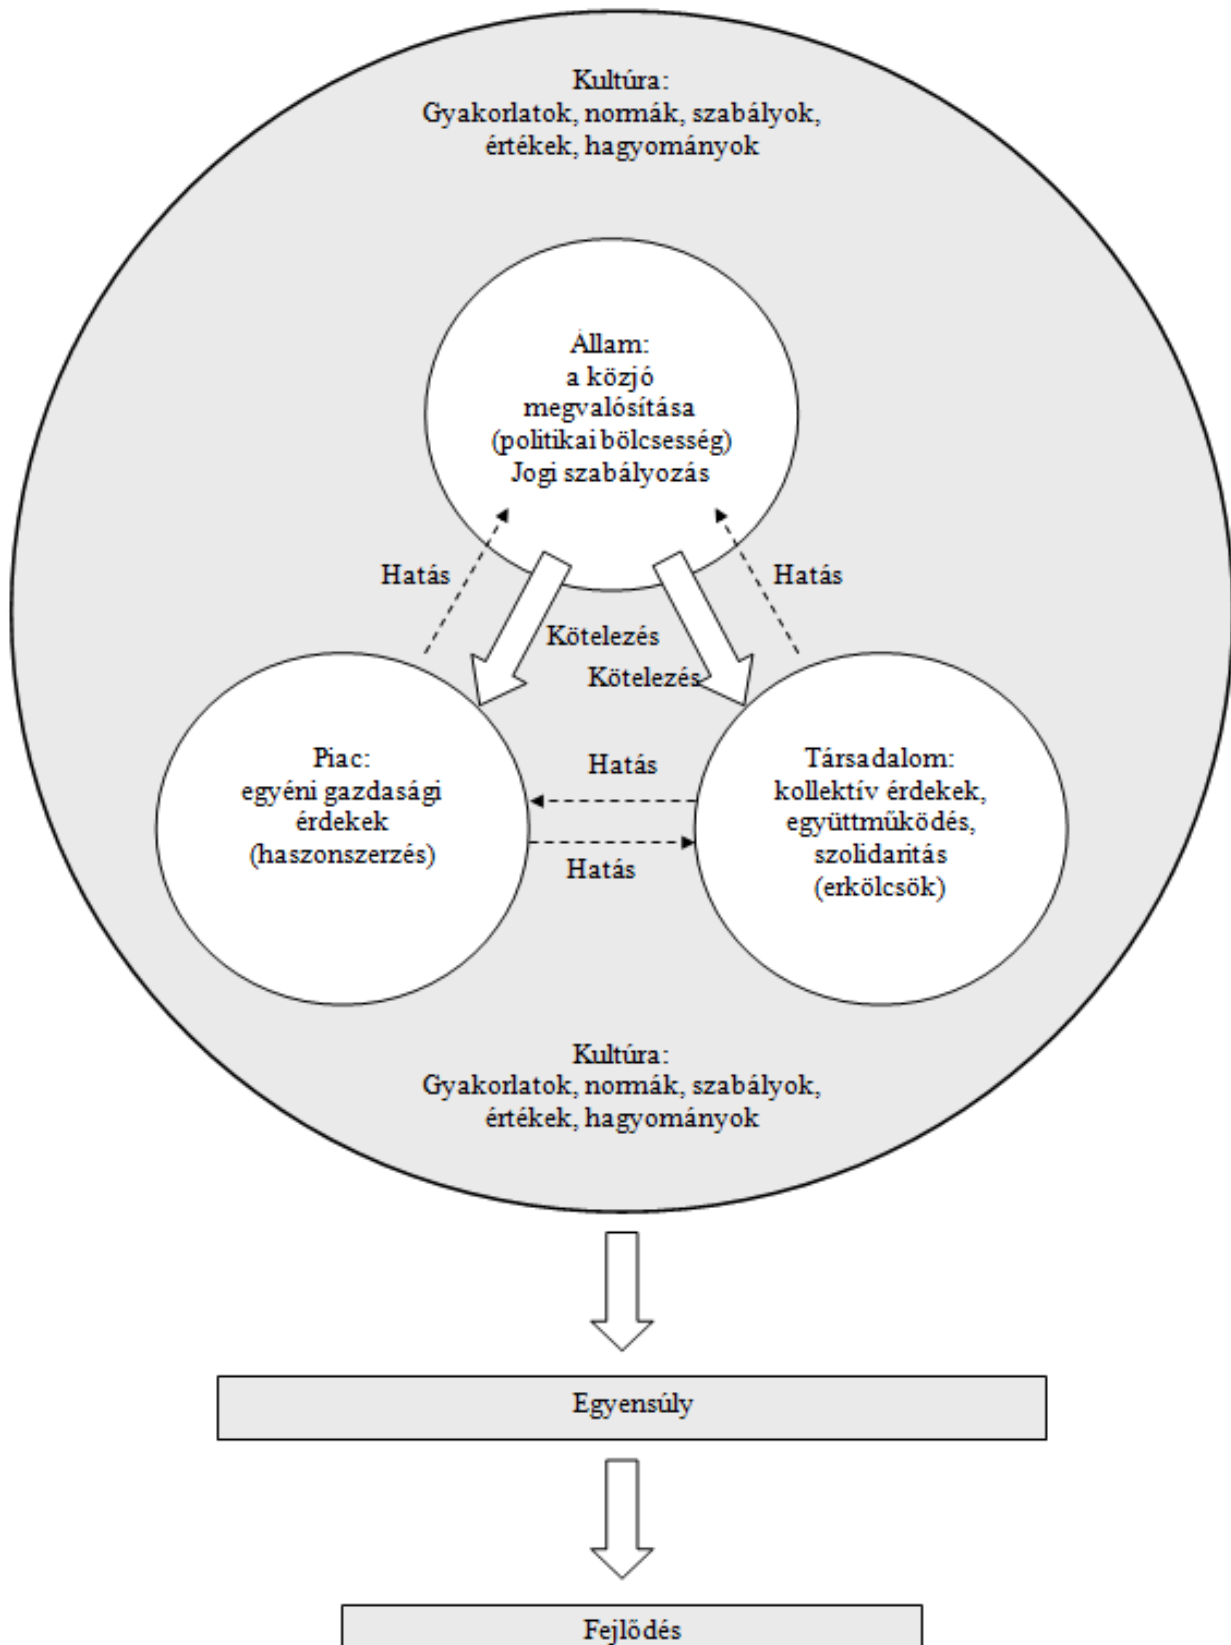 Kultúra:
Gyakorlatok, normák, szabályok,
értékek, hagyományok
Állam:
a közjó
megvalósítása
(politikai bölcsesség)
Jogi szabályozás
Hatás
Hatás
Kötelezés
Kötelezés
Piac:
egyéni gazdasági
érdekek
(haszonszerzés)
Hatás
Hatás
Társadalom:
kollektív érdekek,
együttműködés,
szolidaritás
(erkölcsök)
Kultúra:
Gyakorlatok, normák, szabályok,
értékek, hagyományok
Egyensúly
Fejlődés